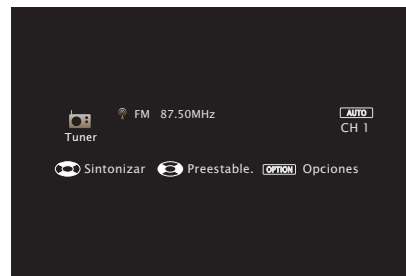 FM 87.50MHz
AUTO
CH 1
Tuner
Sintonizar Preestable. OPTION Opciones